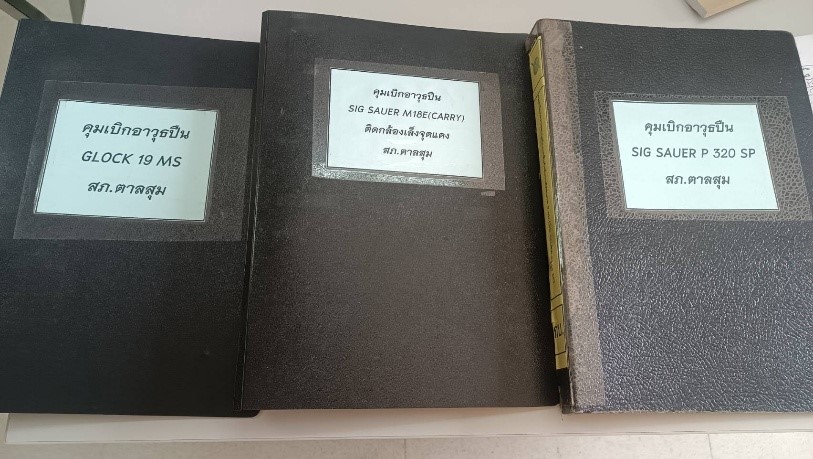 คุมเบิกอาวุธปืน
GLOCK 19 MS
สภ.ตาลสุม
คุมเบิกอาวุธปืน
SIG SAUER M18E(CARRY)
ติดกล้องเล็งจุดแดง
สภ.ตาลสุม
คุมเบิกอาวุธปืน
SIG SAUER P 320 SP
สภ.ตาลสุม